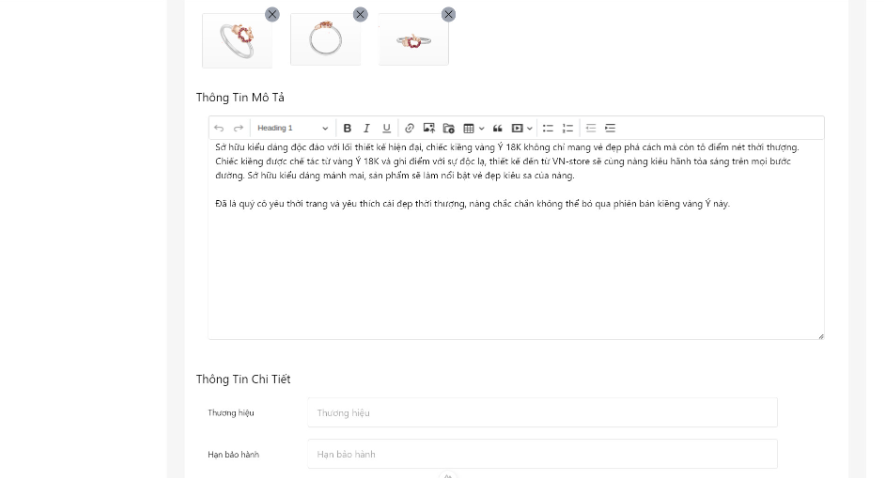 Thông Tin Mô Tả
Heading 1
B I U
Sở hữu kiểu dáng độc đáo với lối thiết kế hiện đại, chiếc kiềng vàng Ý 18K không chỉ mang vẻ đẹp phá cách mà còn tô điểm nét thời thượng.
Chiếc kiềng được chế tác từ vàng Ý 18K và ghi điểm với sự độc lạ, thiết kế đến từ VN-store sẽ cùng nàng kiêu hãnh tỏa sáng trên mọi bước
đường. Sở hữu kiểu dáng mảnh mai, sản phẩm sẽ làm nổi bật vẻ đẹp kiêu sa của nàng.
Đã là quý cô yêu thời trang và yêu thích cái đẹp thời thượng, nàng chắc chắn không thể bỏ qua phiên bản kiềng vàng Ý này.
Thông Tin Chi Tiết
Thương hiệu Thương hiệu
Hạn bảo hành Hạn bảo hành